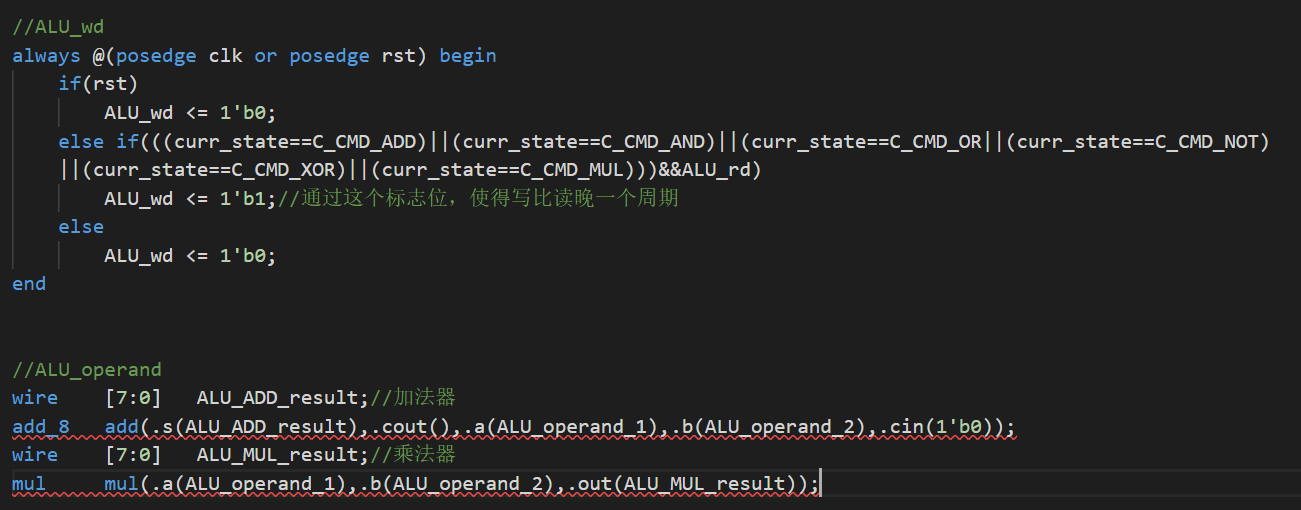 //ALU_wd
always @(posedge clk or posedge rst) begin
    if(rst)
        ALU_wd <= 1'b0;
    else if(((curr_state==C_CMD_ADD)||(curr_state==C_CMD_AND)||(curr_state==C_CMD_OR||(curr_state==C_CMD_NOT)
    ||(curr_state==C_CMD_XOR)||(curr_state==C_CMD_MUL)))&&ALU_rd)
        ALU_wd <= 1'b1;//通过这个标志位，使得写比读晚一个周期
    else
        ALU_wd <= 1'b0;
end
//ALU_operand
wire    [7:0]   ALU_ADD_result;//加法器
add_8   add(.s(ALU_ADD_result),.cout(),.a(ALU_operand_1),.b(ALU_operand_2),.cin(1'b0));
wire    [7:0]   ALU_MUL_result;//乘法器
mul     mul(.a(ALU_operand_1),.b(ALU_operand_2),.out(ALU_MUL_result));